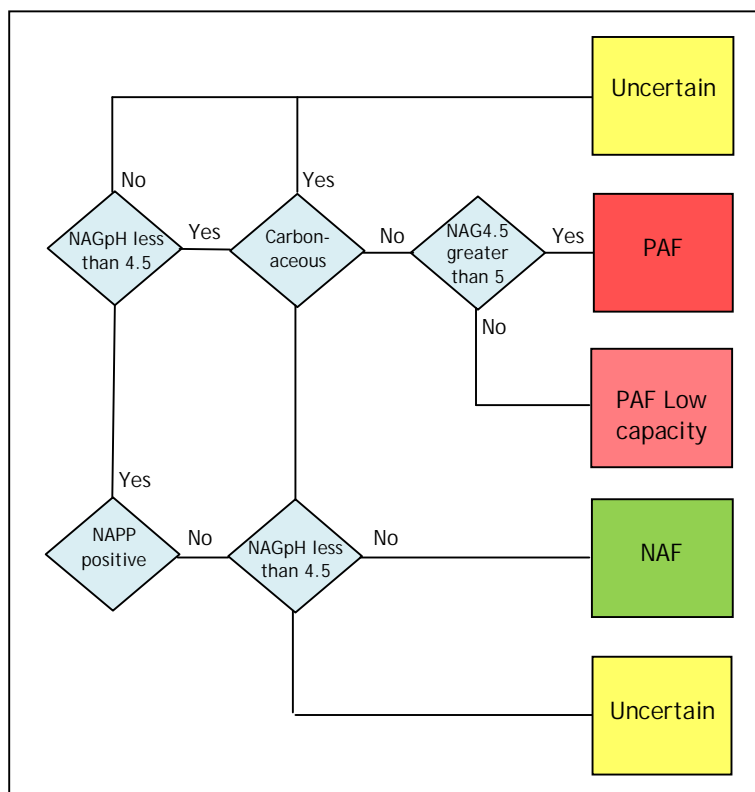 Uncertain
No
Yes
NAGpH less
than 4.5
Yes
Carbon-
aceous
No
NAG4.5
greater
than 5
Yes
PAF
No
PAF Low
capacity
Yes
NAPP
positive
No
NAGpH less
than 4.5
No
NAF
Uncertain